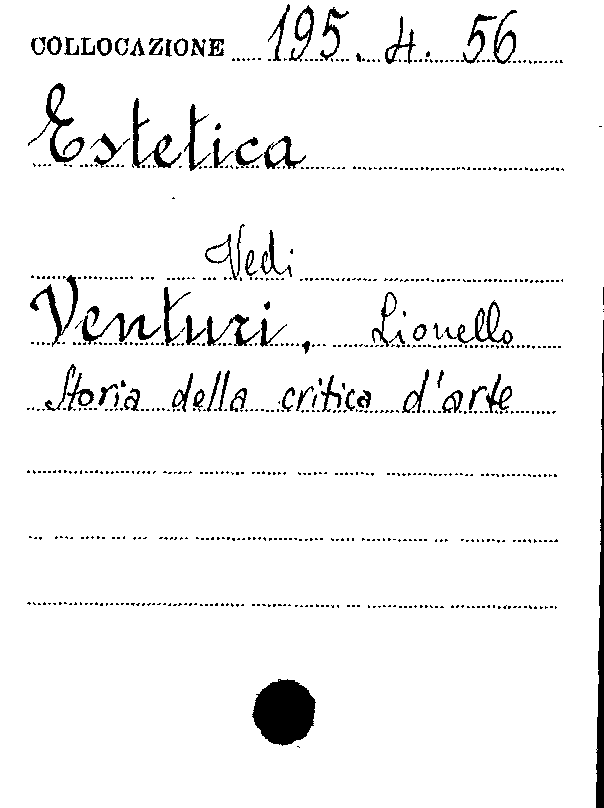 COLLOCAZIONE 195. 4. 56
Estetica
Vedi
Venturi, Lionello
Storia della critica d'arte